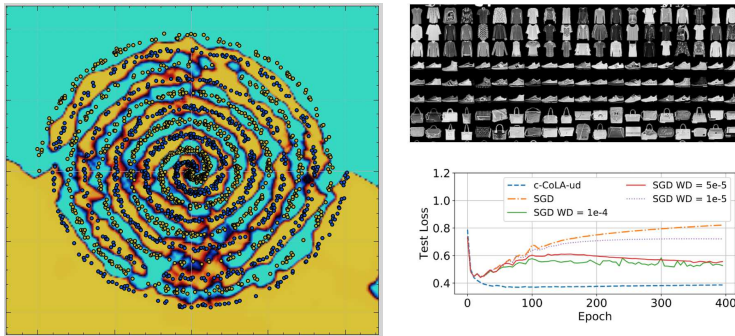 1.2
1.0
0.8
0.6
0.4
Test Loss
c-CoLA-ud
SGD
SGD WD = 1e-4
SGD WD = 5e-5
SGD WD = 1e-5
0 100 200 300 400
Epoch